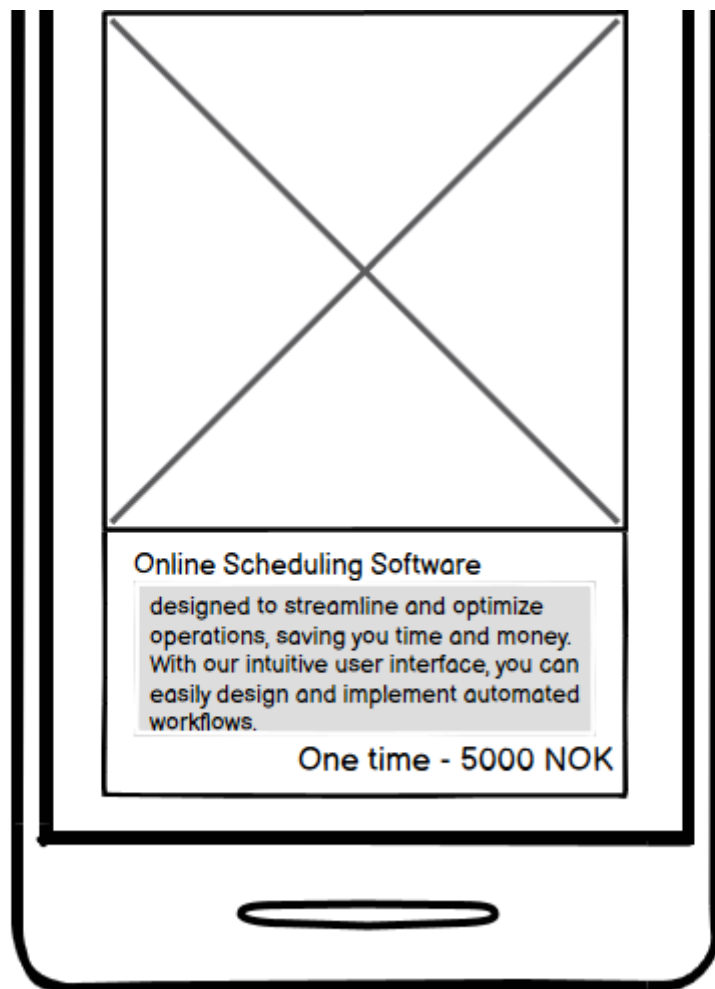 Online Scheduling Software
designed to streamline and optimize
operations, saving you time and money.
With our intuitive user interface, you can
easily design and implement automated
workflows.
One time - 5000 NOK